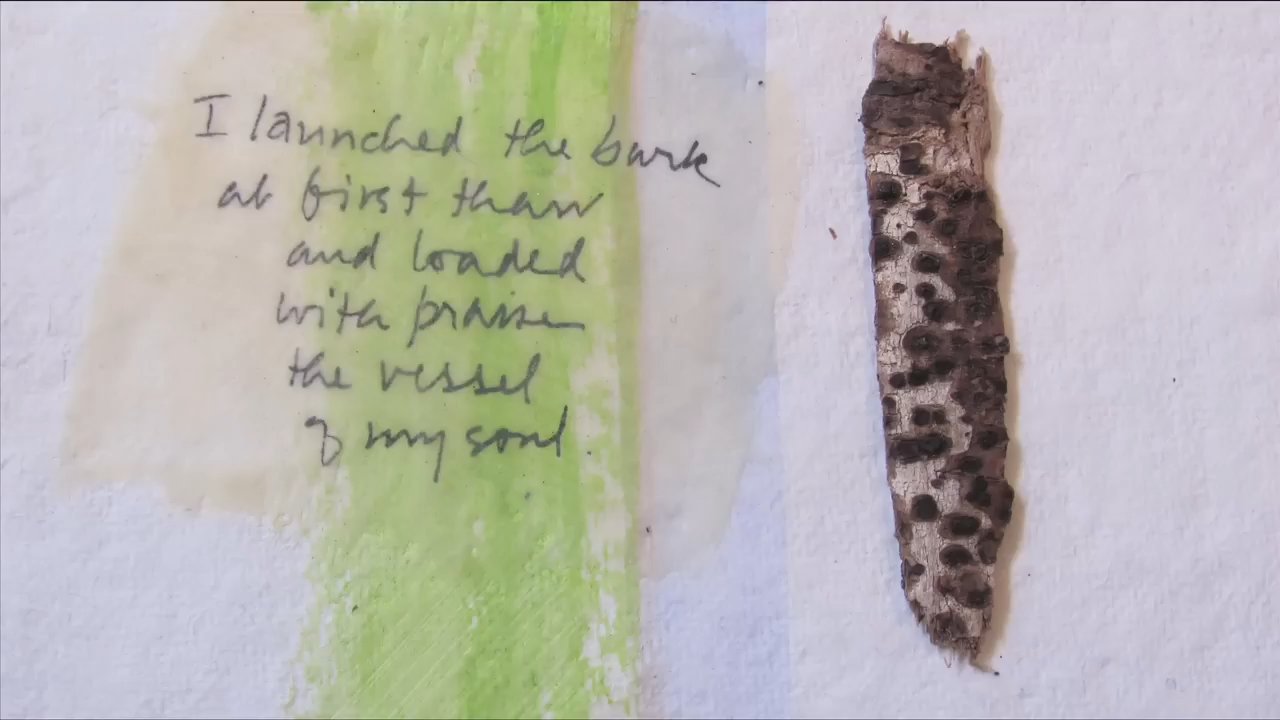 I launched the bark
at first thaw
and loaded
with praise
the vessel
of my soul.